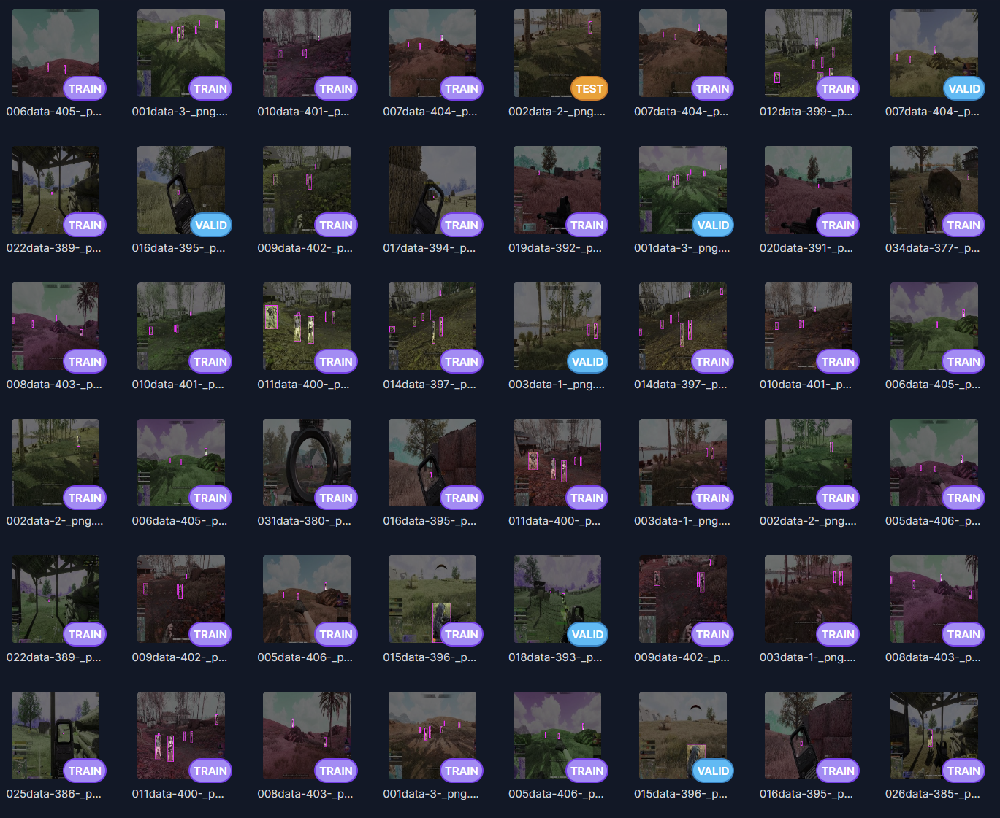 TRAIN TRAIN TRAIN TRAIN TEST TRAIN TRAIN VALID
006data-405-_p... 001data-3-_png.... 010data-401-_p... 007data-404-_p... 002data-2-_png.... 007data-404-_p... 012data-399-_p... 007data-404-_p...
TRAIN VALID TRAIN TRAIN TRAIN VALID TRAIN TRAIN
022data-389-_p... 016data-395-_p... 009data-402-_p... 017data-394-_p... 019data-392-_p... 001data-3-_png.... 020data-391-_p... 034data-377-_p...
TRAIN TRAIN TRAIN TRAIN VALID TRAIN TRAIN TRAIN
008data-403-_p... 010data-401-_p... 011data-400-_p... 014data-397-_p... 003data-1-_png.... 014data-397-_p... 010data-401-_p... 006data-405-_p...
TRAIN TRAIN TRAIN TRAIN TRAIN TRAIN TRAIN TRAIN
002data-2-_png.... 006data-405-_p... 031data-380-_p... 016data-395-_p... 011data-400-_p... 003data-1-_png.... 002data-2-_png.... 005data-406-_p...
TRAIN TRAIN TRAIN TRAIN VALID TRAIN TRAIN TRAIN
022data-389-_p... 009data-402-_p... 005data-406-_p... 015data-396-_p... 018data-393-_p... 009data-402-_p... 003data-1-_png.... 008data-403-_p...
TRAIN TRAIN TRAIN TRAIN TRAIN VALID TRAIN TRAIN
025data-386-_p... 011data-400-_p... 008data-403-_p... 001data-3-_png.... 005data-406-_p... 015data-396-_p... 016data-395-_p... 026data-385-_p...